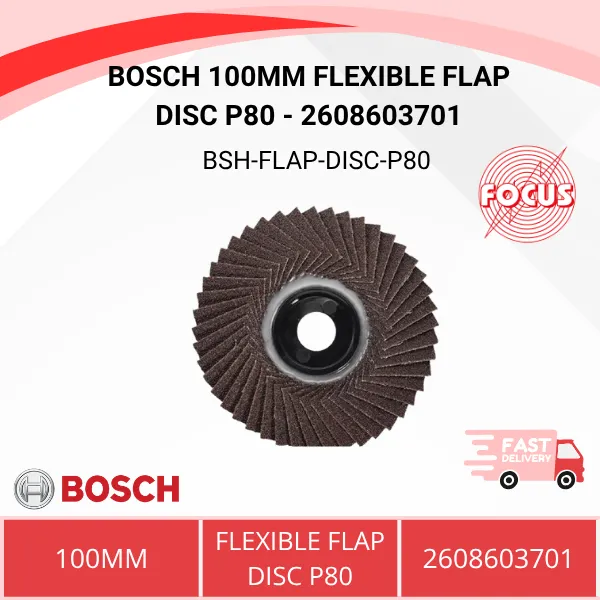 BOSCH 100MM FLEXIBLE FLAP
DISC P80 - 2608603701
BSH-FLAP-DISC-P80
FOCUS
FAST
DELIVERY
BOSCH
100MM
FLEXIBLE FLAP
DISC P80
2608603701